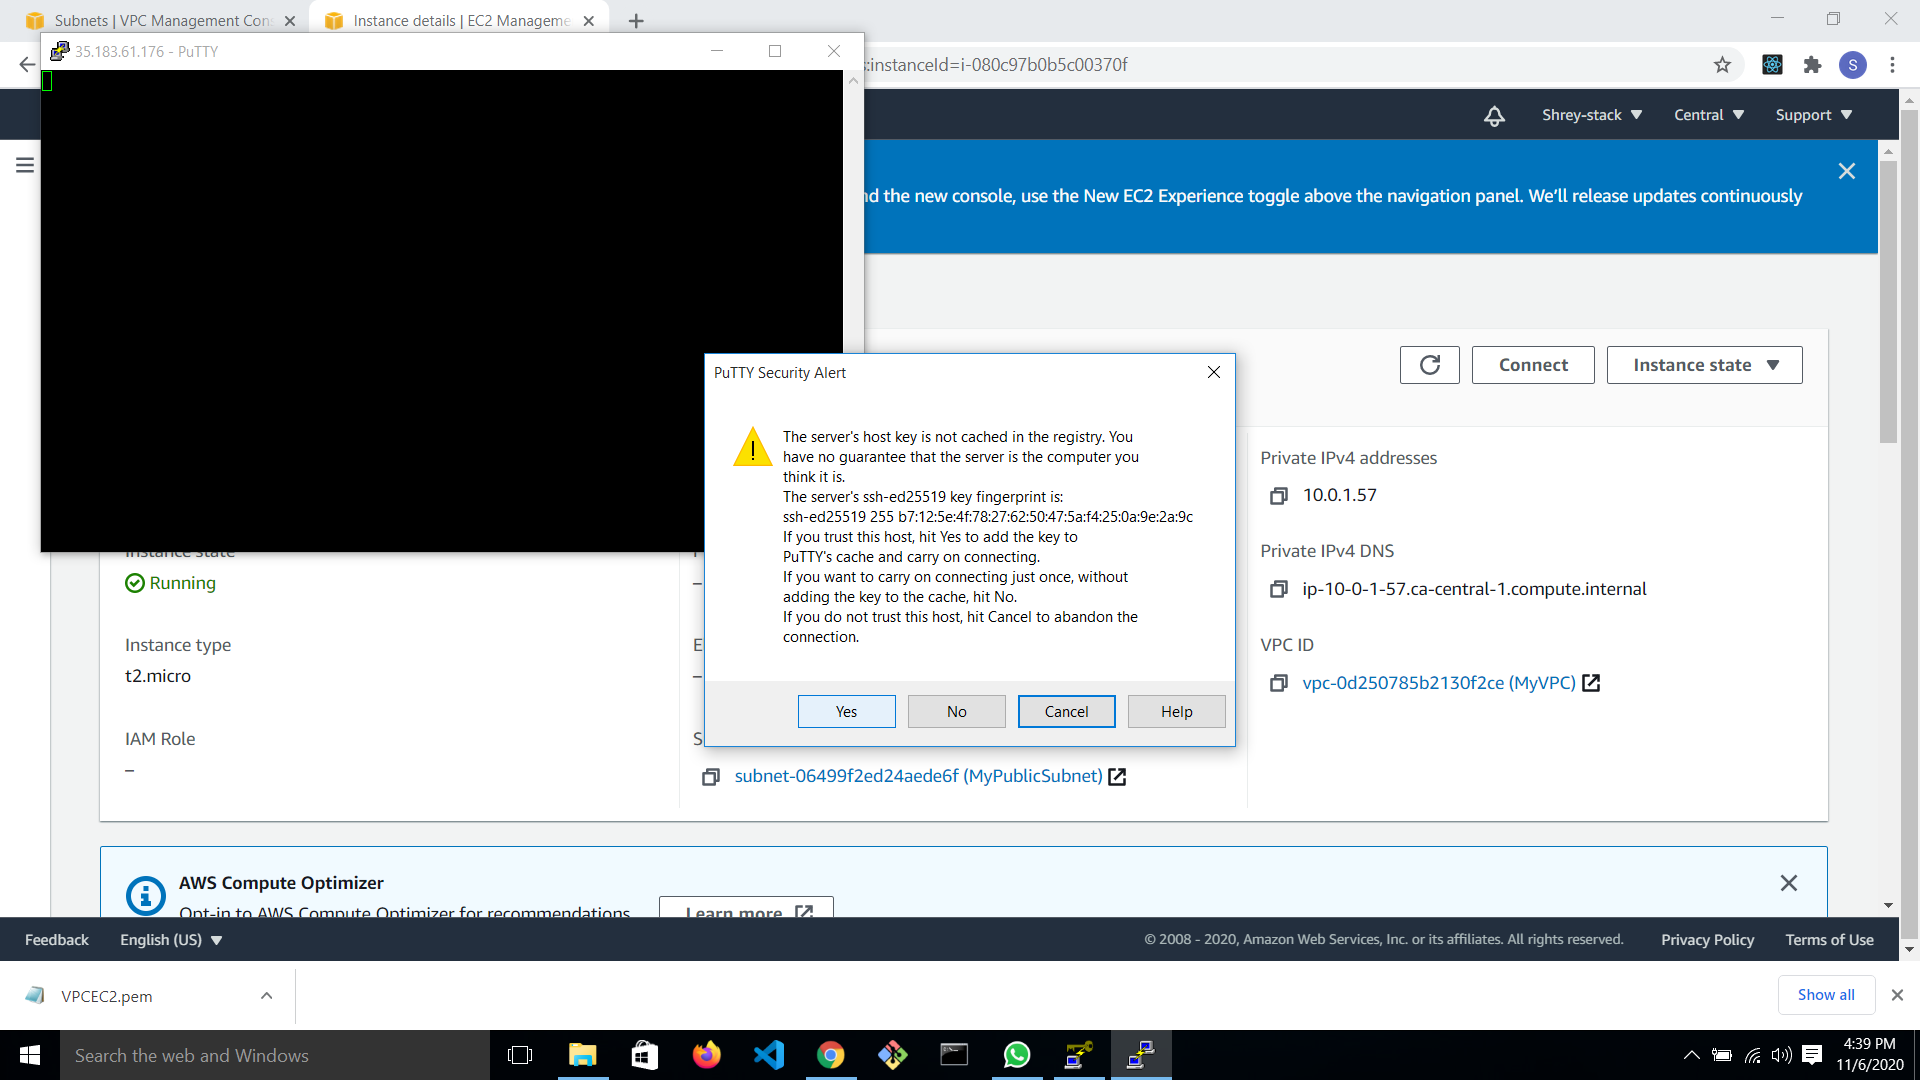 Subnets | VPC Management Con
Instance details | EC2 Manageme
35.183.61.176 - PuTTY
:instanceId=i-080c97b0b5c00370f
S
Shrey-stack
Central
Support
nd the new console, use the New EC2 Experience toggle above the navigation panel. We'll release updates continuously
Connect
Instance state
PuTTY Security Alert
The server's host key is not cached in the registry. You
have no guarantee that the server is the computer you
think it is.
The server's ssh-ed25519 key fingerprint is:
ssh-ed25519 255 b7:12:5e:4f:78:27:62:50:47:5a:f4:25:0a:9e:2a:9c
If you trust this host, hit Yes to add the key to
PuTTY's cache and carry on connecting.
If you want to carry on connecting just once, without
adding the key to the cache, hit No.
If you do not trust this host, hit Cancel to abandon the
connection.
Yes
No
Cancel
Help
Private IPv4 addresses
10.0.1.57
Instance state
Private IPv4 DNS
Running
–
ip-10-0-1-57.ca-central-1.compute.internal
Instance type
E
VPC ID
t2.micro
–
vpc-0d250785b2130f2ce (MyVPC)
IAM Role
S
–
subnet-06499f2ed24aede6f (MyPublicSubnet)
AWS Compute Optimizer
Opt-in to AWS Compute Optimizer for recommendations
Learn more
Feedback
English (US)
© 2008 - 2020, Amazon Web Services, Inc. or its affiliates. All rights reserved.
Privacy Policy
Terms of Use
VPCEC2.pem
Show all
Search the web and Windows
4:39 PM
11/6/2020